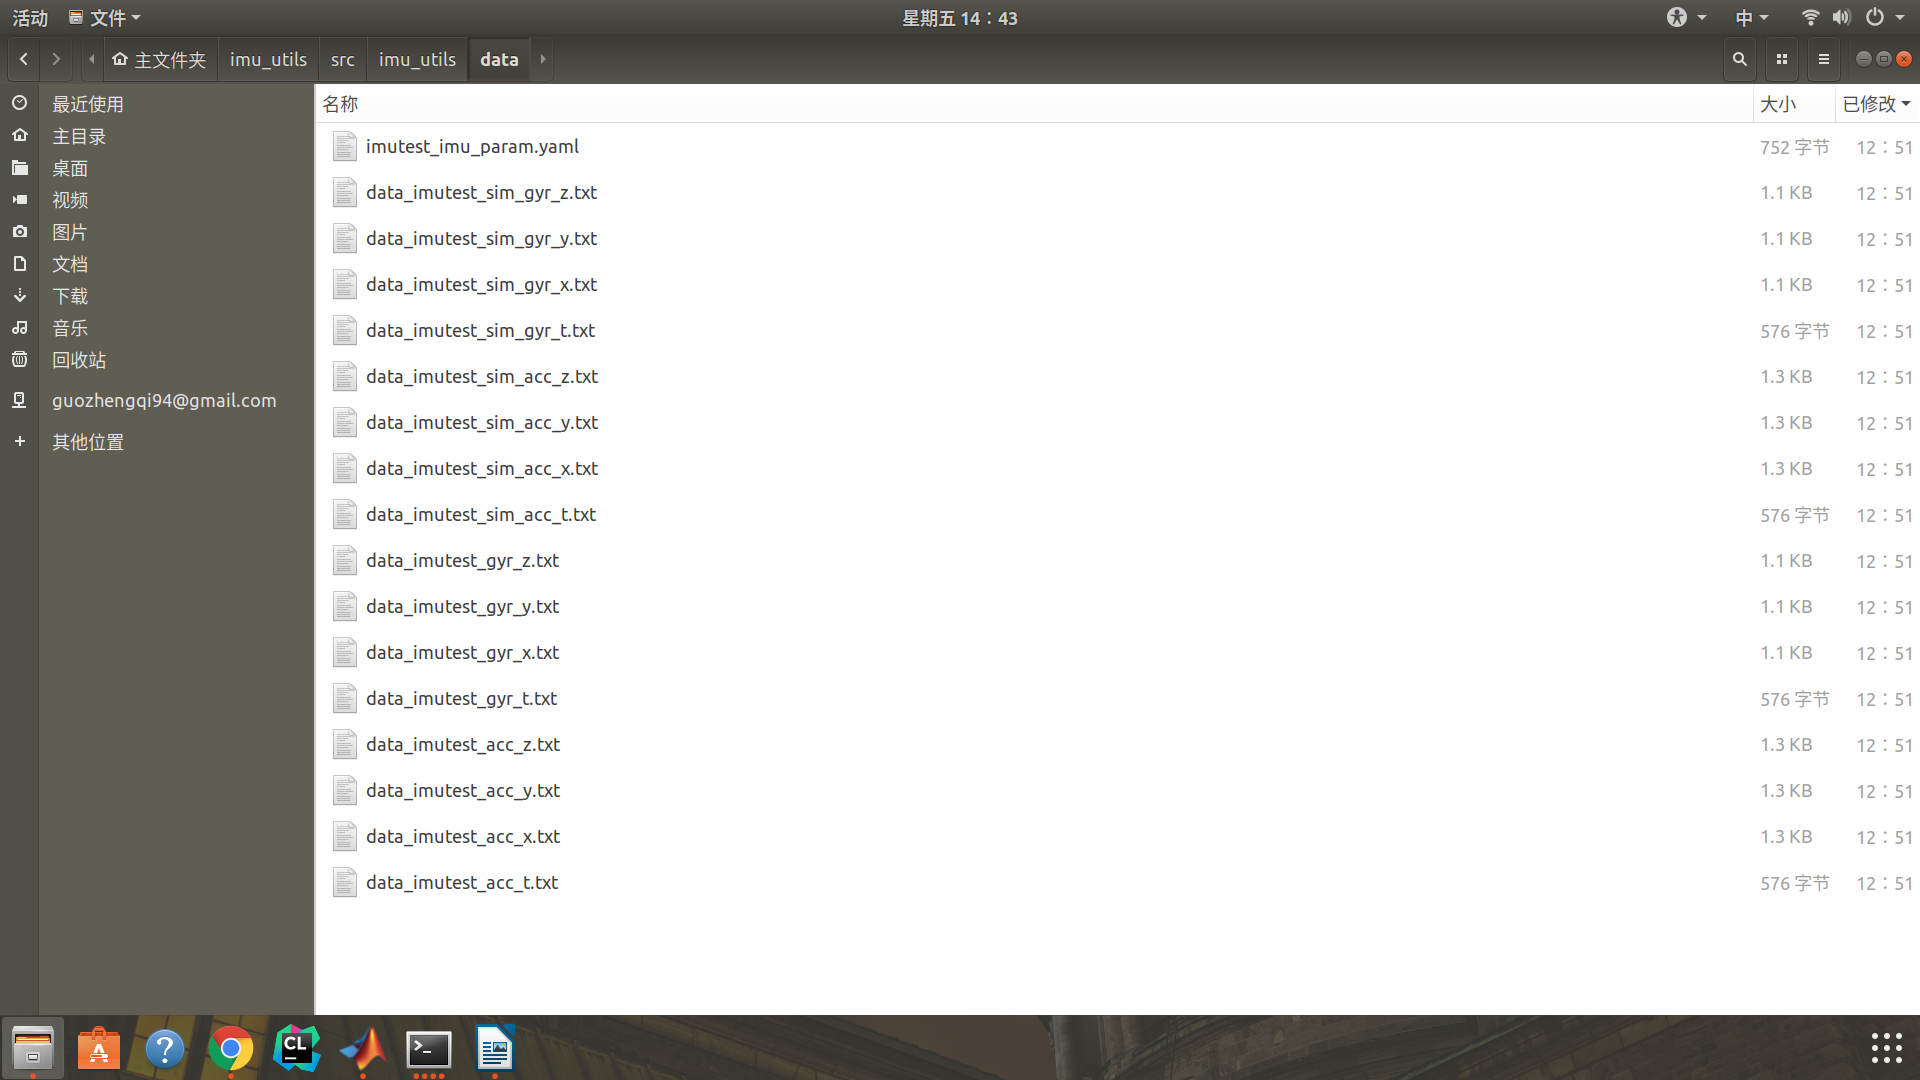 活动 文件 星期五 14：43 中
主文件夹 imu_utils src imu_utils data
最近使用
主目录
桌面
视频
图片
文档
下载
音乐
回收站
guozhengqi94@gmail.com
其他位置
名称 大小 已修改
imutest_imu_param.yaml 752 字节 12：51
data_imutest_sim_gyr_z.txt 1.1 KB 12：51
data_imutest_sim_gyr_y.txt 1.1 KB 12：51
data_imutest_sim_gyr_x.txt 1.1 KB 12：51
data_imutest_sim_gyr_t.txt 576 字节 12：51
data_imutest_sim_acc_z.txt 1.3 KB 12：51
data_imutest_sim_acc_y.txt 1.3 KB 12：51
data_imutest_sim_acc_x.txt 1.3 KB 12：51
data_imutest_sim_acc_t.txt 576 字节 12：51
data_imutest_gyr_z.txt 1.1 KB 12：51
data_imutest_gyr_y.txt 1.1 KB 12：51
data_imutest_gyr_x.txt 1.1 KB 12：51
data_imutest_gyr_t.txt 576 字节 12：51
data_imutest_acc_z.txt 1.3 KB 12：51
data_imutest_acc_y.txt 1.3 KB 12：51
data_imutest_acc_x.txt 1.3 KB 12：51
data_imutest_acc_t.txt 576 字节 12：51
A ? CL >_